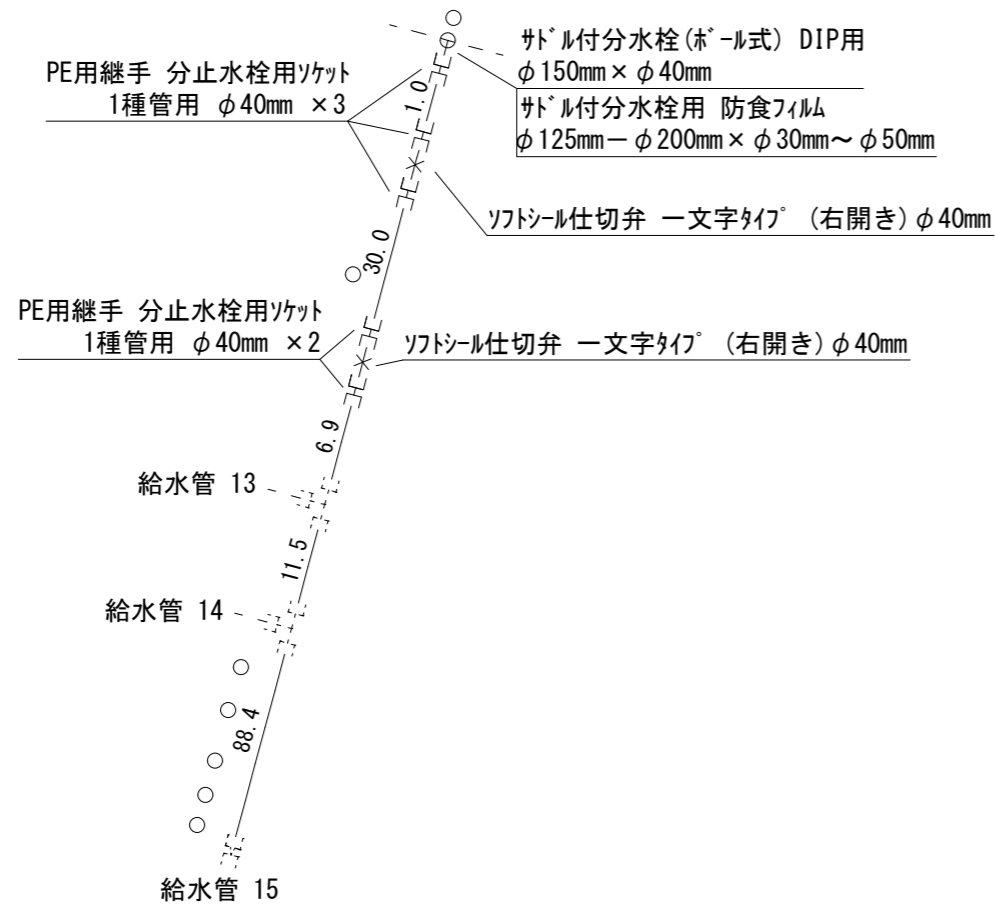 サドル付分水栓(ボール式) DIP用
φ150mm×φ40mm
PE用継手 分止水栓用ソケット
1種管用 φ40mm ×3
サドル付分水栓用 防食フィルム
φ125mm－φ200mm×φ30mm～φ50mm
1.0
ソフトシール仕切弁 一文字タイプ (右開き)φ40mm
30.0
PE用継手 分止水栓用ソケット
1種管用 φ40mm ×2
ソフトシール仕切弁 一文字タイプ (右開き)φ40mm
6.9
給水管 13
11.5
給水管 14
88.4
給水管 15